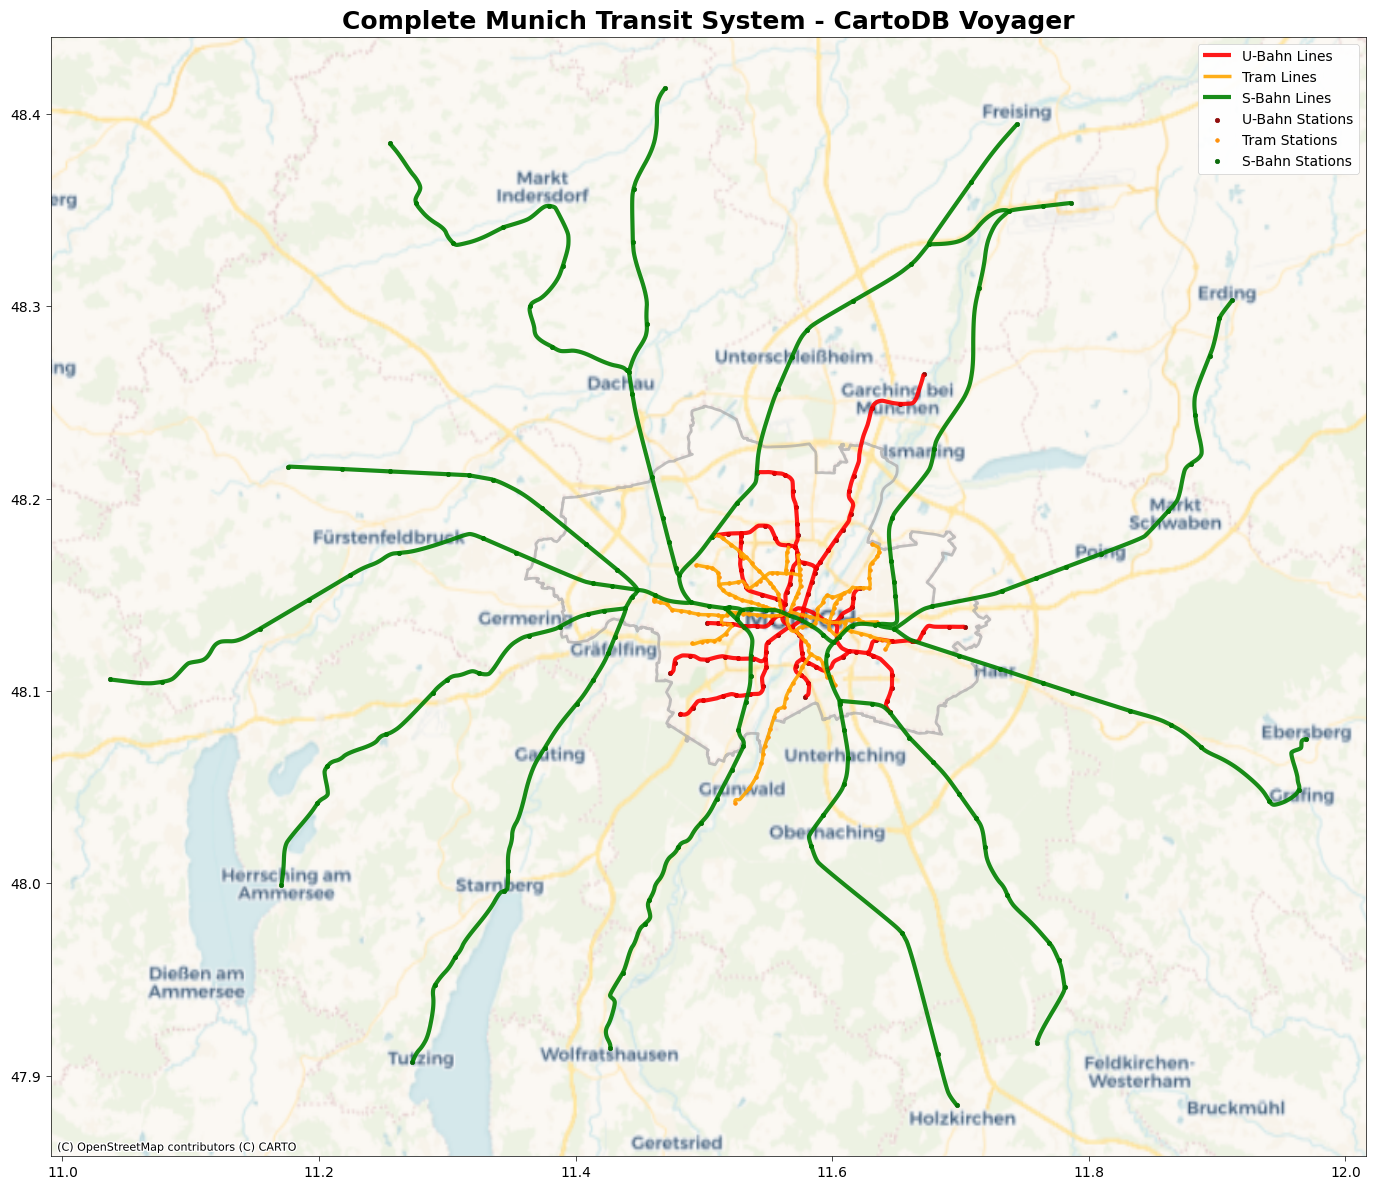 Complete Munich Transit System - CartoDB Voyager
U-Bahn Lines
Tram Lines
S-Bahn Lines
U-Bahn Stations
Tram Stations
S-Bahn Stations
48.4
48.3
48.2
48.1
48.0
47.9
Freising
Markt
Indersdorf
erg
Erding
Unterschleißheim
ng
Dachau
Garching bei
München
Ismaning
Markt
Schwaben
Fürstenfeldbruck
Poing
Germering
Gräfelfing
Haar
Ebersberg
Gauting
Unterhaching
Grünwald
Grafing
Oberhaching
Herrsching am
Ammersee
Starnberg
Dießen am
Ammersee
Tutzing
Wolfratshausen
Feldkirchen-
Westerham
Bruckmühl
Holzkirchen
Geretsried
(C) OpenStreetMap contributors (C) CARTO
11.0
11.2
11.4
11.6
11.8
12.0